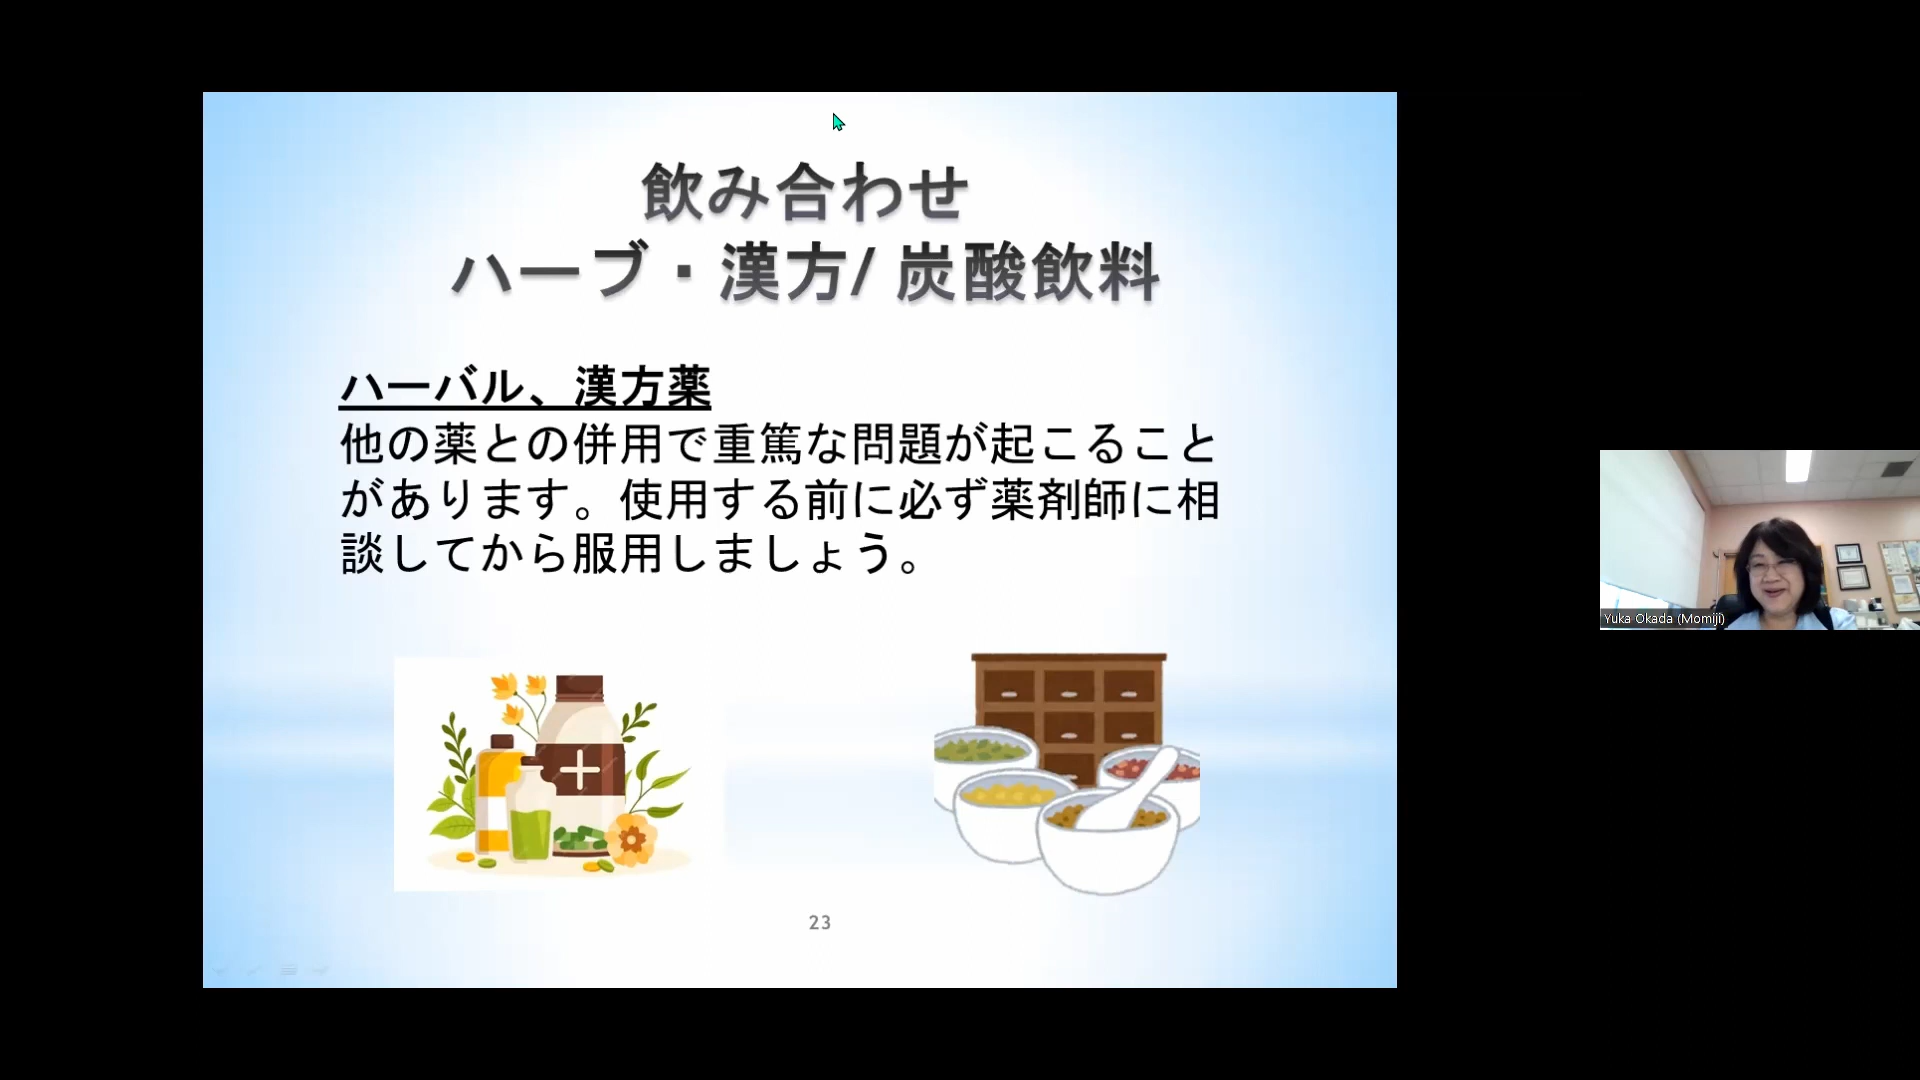 飲み合わせ
ハーブ・漢方/ 炭酸飲料
ハーバル、漢方薬
他の薬との併用で重篤な問題が起こること
があります。使用する前に必ず薬剤師に相
談してから服用しましょう。
23
Yuka Okada (Momiji)